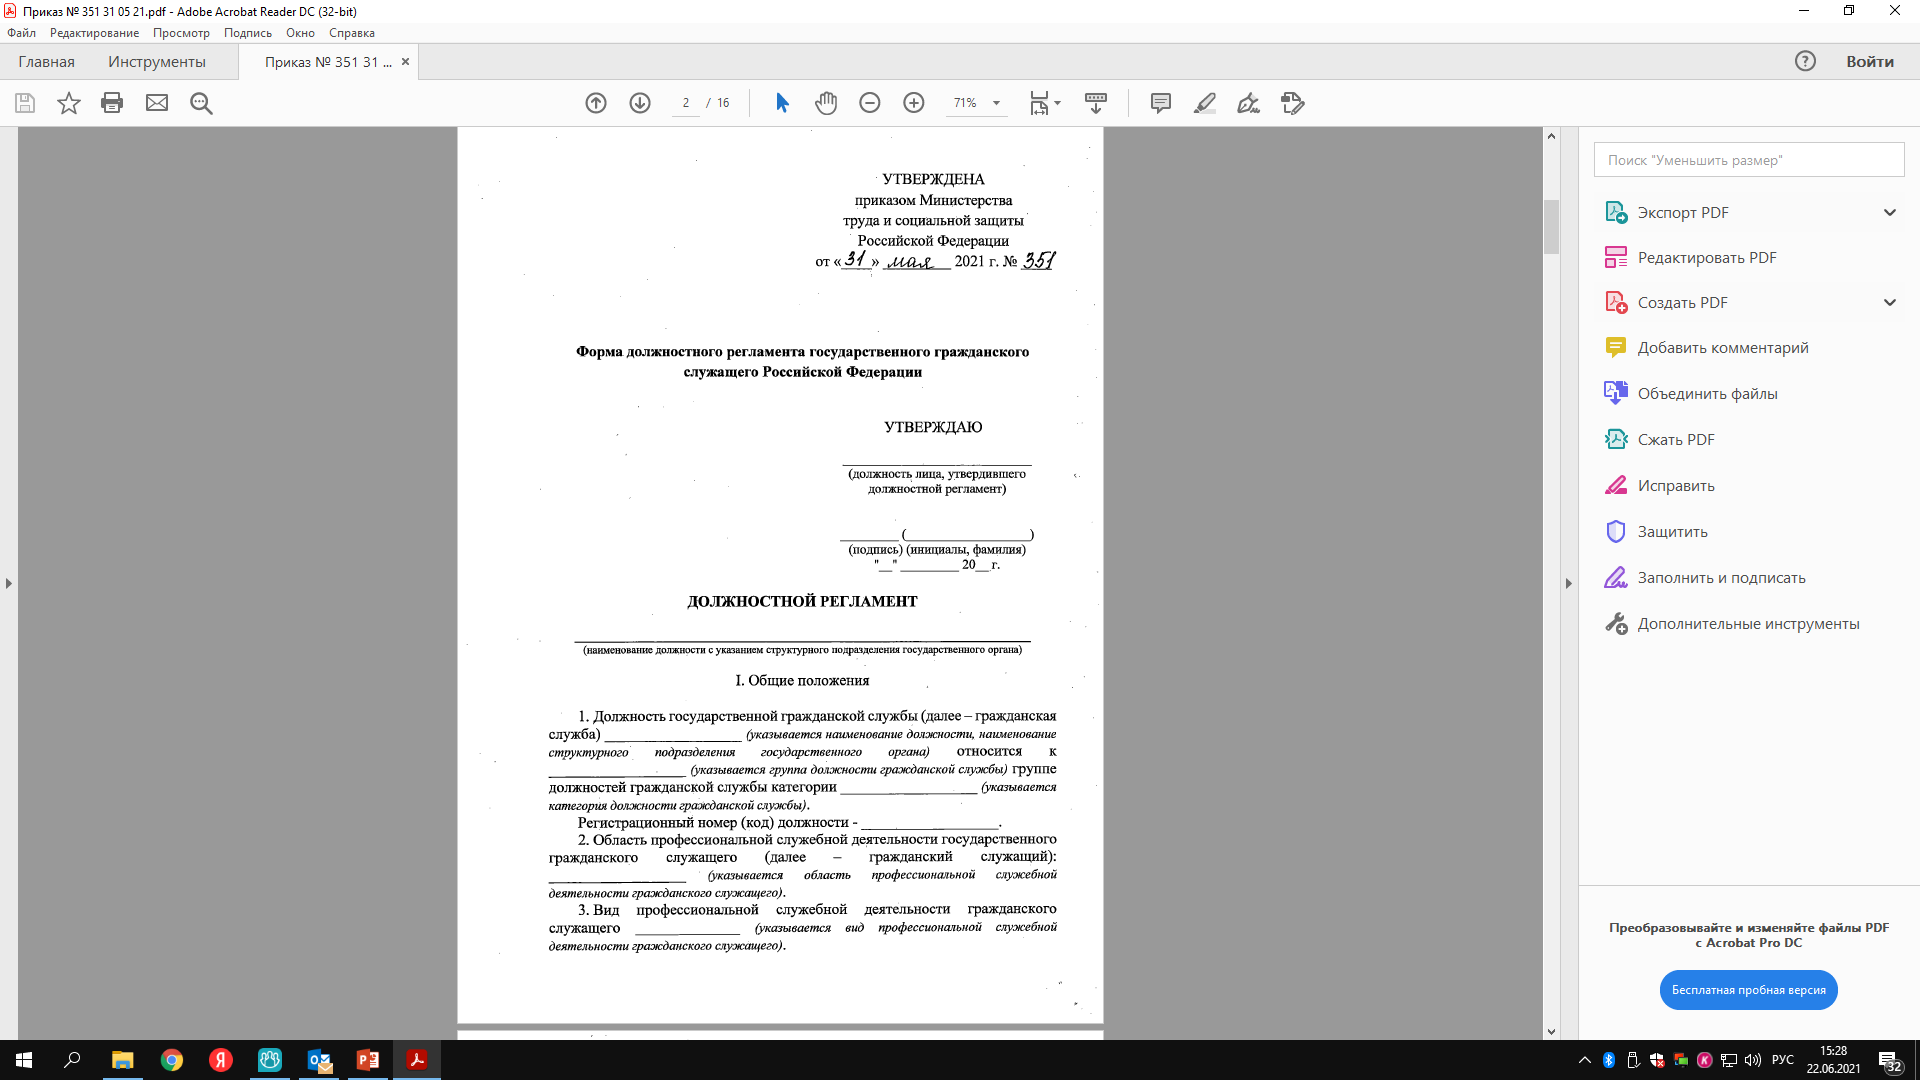 Приказ № 351 31 05 21.pdf - Adobe Acrobat Reader DC (32-bit)
Файл Редактирование Просмотр Подпись Окно Справка
Главная Инструменты Приказ № 351 31 ... ×
? Войти
2 / 16 71%
УТВЕРЖДЕНА
приказом Министерства
труда и социальной защиты
Российской Федерации
от «31» мая 2021 г. № 351
Форма должностного регламента государственного гражданского
служащего Российской Федерации
УТВЕРЖДАЮ
(должность лица, утвердившего
должностной регламент)
_________ (___________________)
(подпись) (инициалы, фамилия)
"__" _________ 20__ г.
ДОЛЖНОСТНОЙ РЕГЛАМЕНТ
(наименование должности с указанием структурного подразделения государственного органа)
I. Общие положения
1. Должность государственной гражданской службы (далее – гражданская
служба) ___________________ (указывается наименование должности, наименование
структурного подразделения государственного органа) относится к
___________________ (указывается группа должности гражданской службы) группе
должностей гражданской службы категории ___________________ (указывается
категория должности гражданской службы).
Регистрационный номер (код) должности - ___________________.
2. Область профессиональной служебной деятельности государственного
гражданского служащего (далее – гражданский служащий):
___________________ (указывается область профессиональной служебной
деятельности гражданского служащего).
3. Вид профессиональной служебной деятельности гражданского
служащего ______________ (указывается вид профессиональной служебной
деятельности гражданского служащего).
Поиск "Уменьшить размер"
Экспорт PDF
Редактировать PDF
Создать PDF
Добавить комментарий
Объединить файлы
Сжать PDF
Исправить
Защитить
Заполнить и подписать
Дополнительные инструменты
Преобразовывайте и изменяйте файлы PDF
с Acrobat Pro DC
Бесплатная пробная версия
РУС
15:28
22.06.2021
32